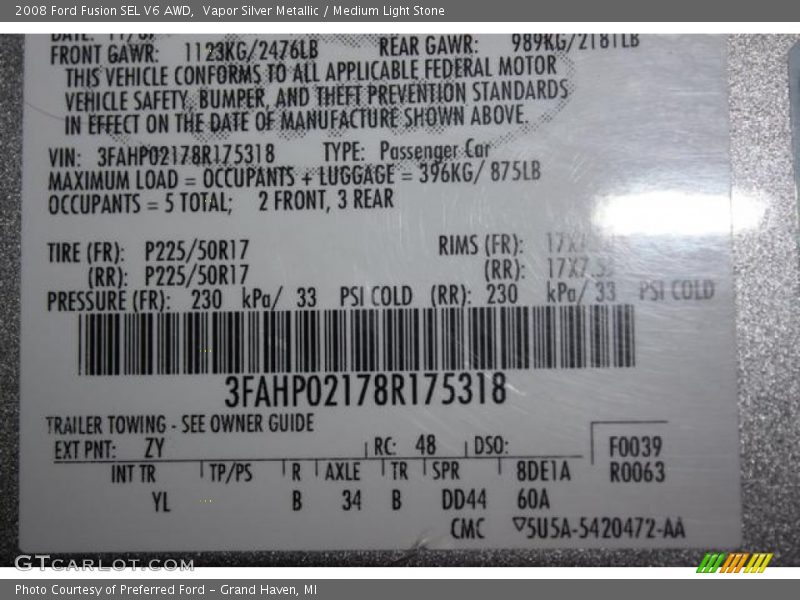 2008 Ford Fusion SEL V6 AWD,  Vapor Silver Metallic / Medium Light Stone
FRONT GAWR: 1123KG/2476LB REAR GAWR: 989KG/2181LB
THIS VEHICLE CONFORMS TO ALL APPLICABLE FEDERAL MOTOR
VEHICLE SAFETY, BUMPER, AND THEFT PREVENTION STANDARDS
IN EFFECT ON THE DATE OF MANUFACTURE SHOWN ABOVE.
VIN: 3FAHP02178R175318 TYPE: Passenger Car
MAXIMUM LOAD = OCCUPANTS + LUGGAGE = 396KG/ 875LB
OCCUPANTS = 5 TOTAL; 2 FRONT, 3 REAR
TIRE (FR): P225/50R17 RIMS (FR):
(RR): P225/50R17 (RR):
PRESSURE (FR): 230 kPa/ 33 PSI COLD (RR): 230 kPa/ 33 PSI COLD
3FAHP02178R175318
TRAILER TOWING - SEE OWNER GUIDE
EXT PNT: ZY RC: 48 DSO: F0039
INT TR TP/PS R AXLE TR SPR 8DE1A R0063
YL B 34 B DD44 60A
CMC ▽5U5A-5420472-AA
GTCarLot.com
Photo Courtesy of Preferred Ford – Grand Haven, MI